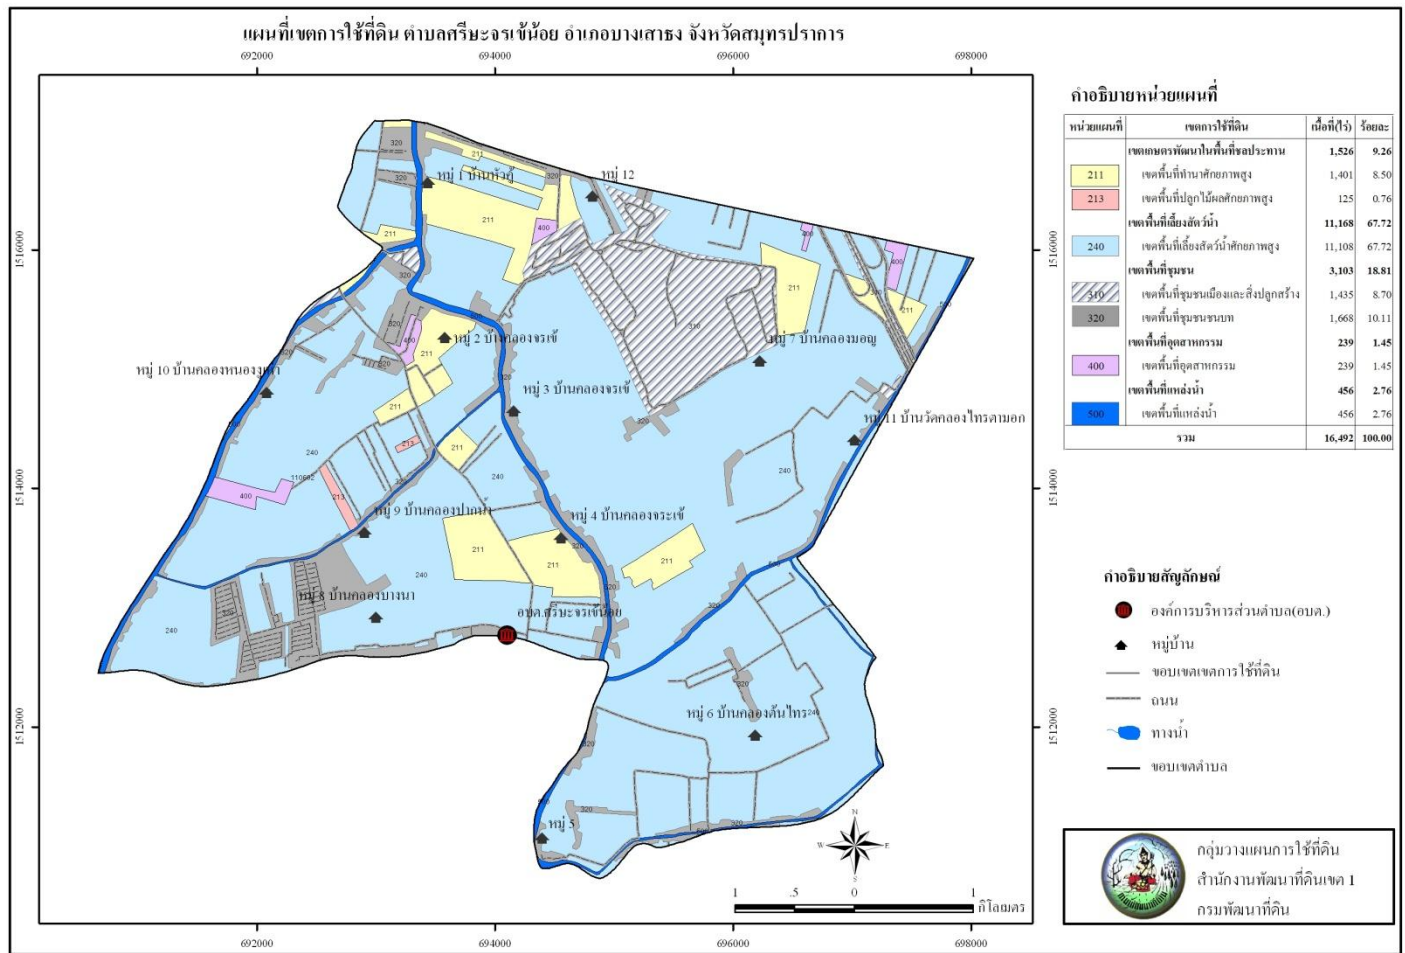 แผนที่เขตการใช้ที่ดิน ตำบลศรีษะจรเข้น้อย อำเภอบางเสาธง จังหวัดสมุทรปราการ
692000 694000 696000 698000
1516000 1516000
1514000 1514000
1512000 1512000
692000 694000 696000 698000
หมู่ 1 บ้านหัวคู้
หมู่ 12
หมู่ 2 บ้านคลองจรเข้
หมู่ 7 บ้านคลองมอญ
หมู่ 10 บ้านคลองหนองงูเห่า
หมู่ 3 บ้านคลองจรเข้
หมู่ 11 บ้านวัดคลองไทรตามอก
หมู่ 9 บ้านคลองปากน้ำ
หมู่ 4 บ้านคลองจระเข้
หมู่ 8 บ้านคลองบางนา
อบต.ศรีษะจรเข้น้อย
หมู่ 6 บ้านคลองต้นไทร
หมู่ 5
N
W E
S
1 .5 0 1
กิโลเมตร
คำอธิบายหน่วยแผนที่
หน่วยแผนที่ เขตการใช้ที่ดิน เนื้อที่(ไร่) ร้อยละ
เขตเกษตรพัฒนาในพื้นที่ชลประทาน 1,526 9.26
211 เขตพื้นที่ทำนาศักยภาพสูง 1,401 8.50
213 เขตพื้นที่ปลูกไม้ผลศักยภาพสูง 125 0.76
เขตพื้นที่เลี้ยงสัตว์น้ำ 11,168 67.72
240 เขตพื้นที่เลี้ยงสัตว์น้ำศักยภาพสูง 11,108 67.72
เขตพื้นที่ชุมชน 3,103 18.81
310 เขตพื้นที่ชุมชนเมืองและสิ่งปลูกสร้าง 1,435 8.70
320 เขตพื้นที่ชุมชนชนบท 1,668 10.11
เขตพื้นที่อุตสาหกรรม 239 1.45
400 เขตพื้นที่อุตสาหกรรม 239 1.45
เขตพื้นที่แหล่งน้ำ 456 2.76
500 เขตพื้นที่แหล่งน้ำ 456 2.76
รวม 16,492 100.00
คำอธิบายสัญลักษณ์
องค์การบริหารส่วนตำบล(อบต.)
หมู่บ้าน
ขอบเขตเขตการใช้ที่ดิน
ถนน
ทางน้ำ
ขอบเขตตำบล
กลุ่มวางแผนการใช้ที่ดิน
สำนักงานพัฒนาที่ดินเขต 1
กรมพัฒนาที่ดิน